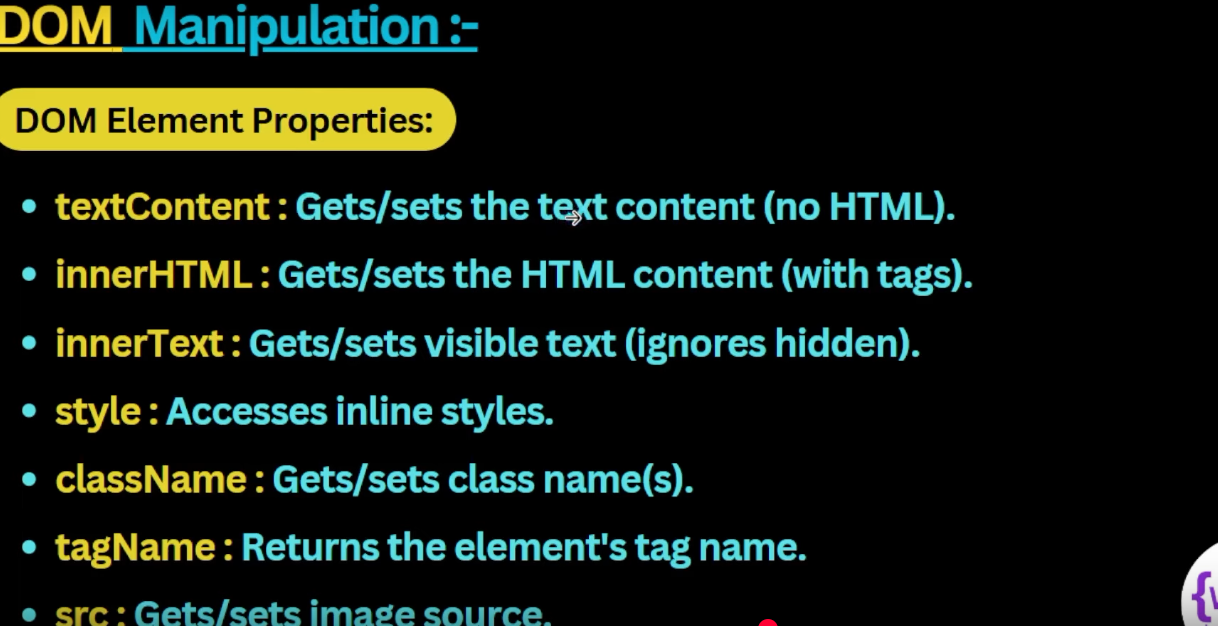 DOM Manipulation :-
DOM Element Properties:
• textContent : Gets/sets the text content (no HTML).
• innerHTML : Gets/sets the HTML content (with tags).
• innerText : Gets/sets visible text (ignores hidden).
• style : Accesses inline styles.
• className : Gets/sets class name(s).
• tagName : Returns the element's tag name.
• src : Gets/sets image source.